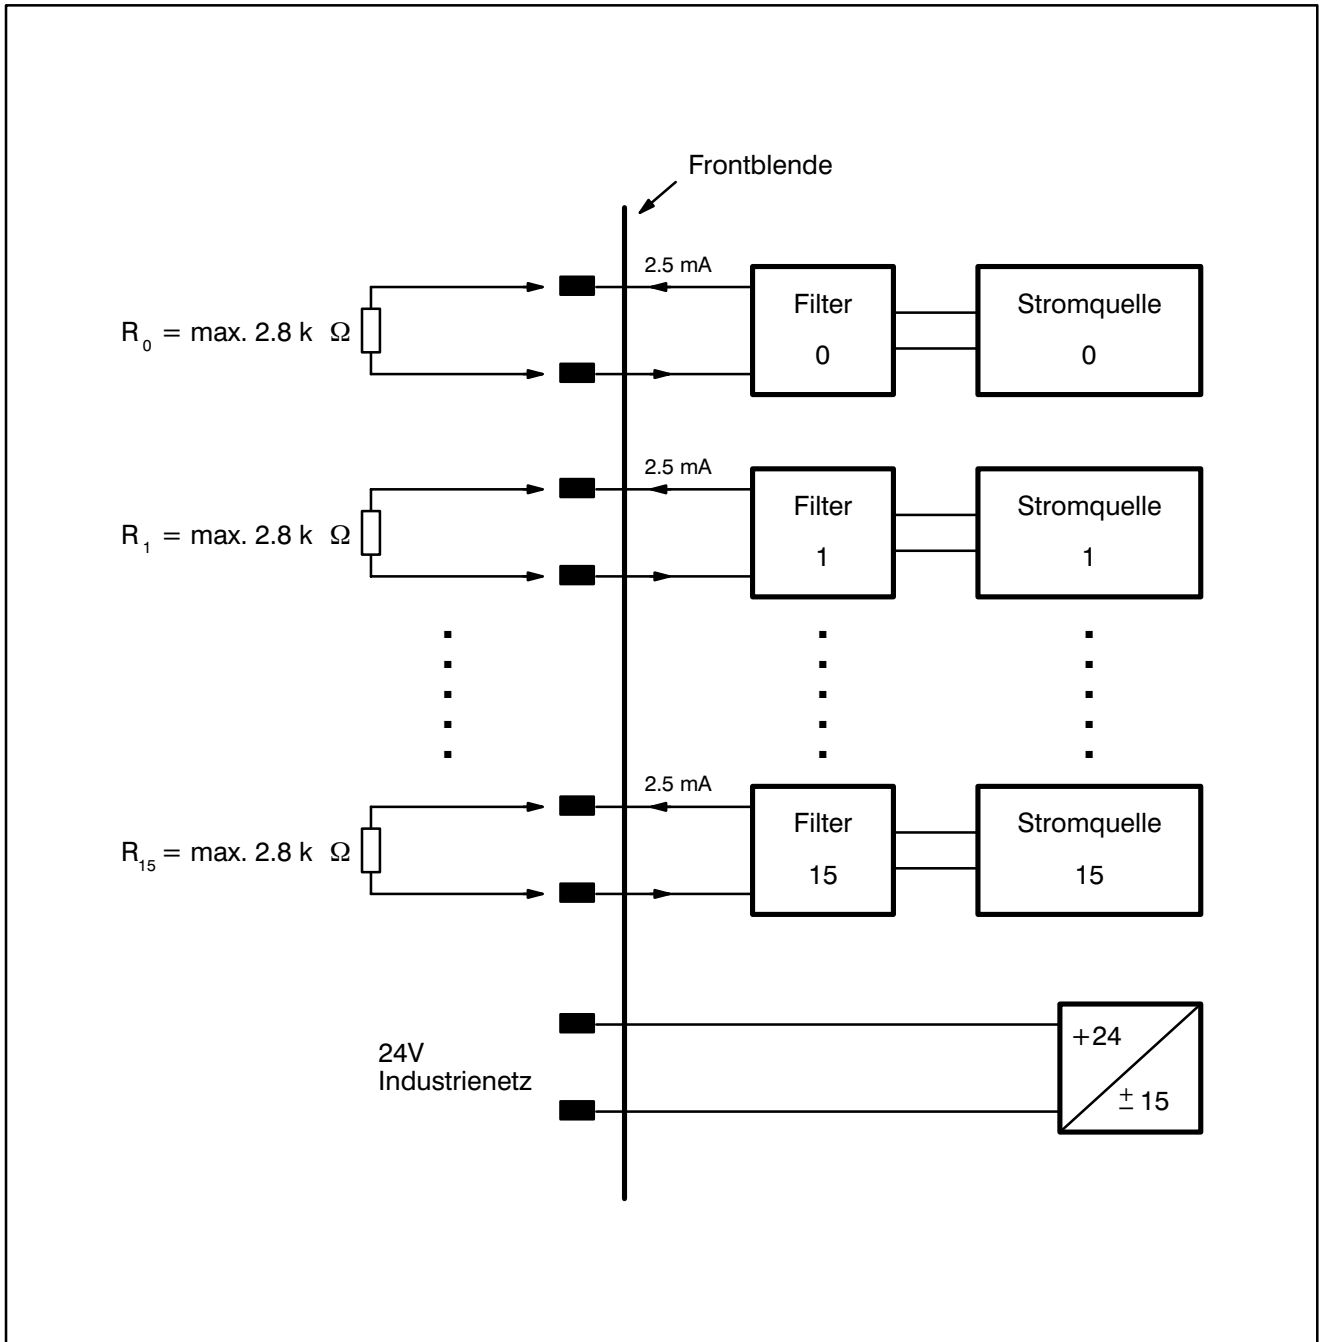 Frontblende
2.5 mA
R0 = max. 2.8 k Ω
Filter
0
Stromquelle
0
2.5 mA
R1 = max. 2.8 k Ω
Filter
1
Stromquelle
1
2.5 mA
R15 = max. 2.8 k Ω
Filter
15
Stromquelle
15
24V
Industrienetz
+24
± 15